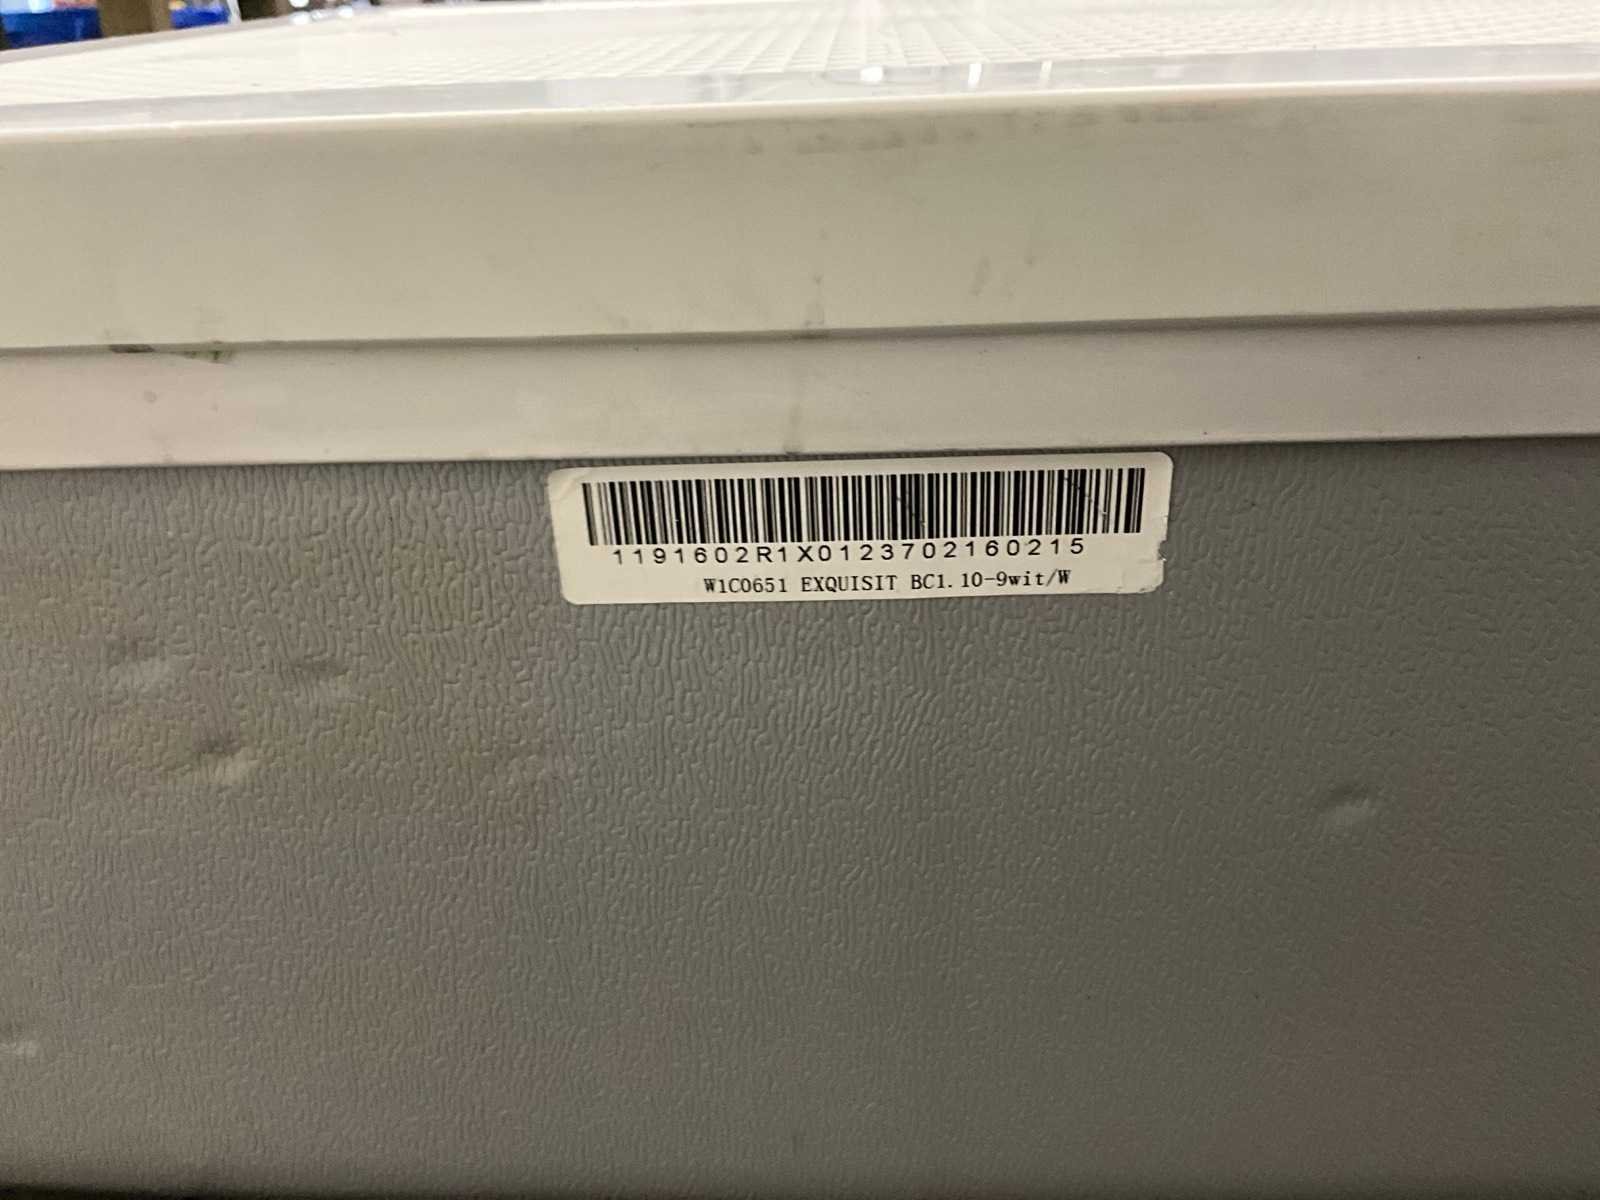 1191602R1X0123702160215
W1C0651 EXQUISIT BC1.10-9wit/W